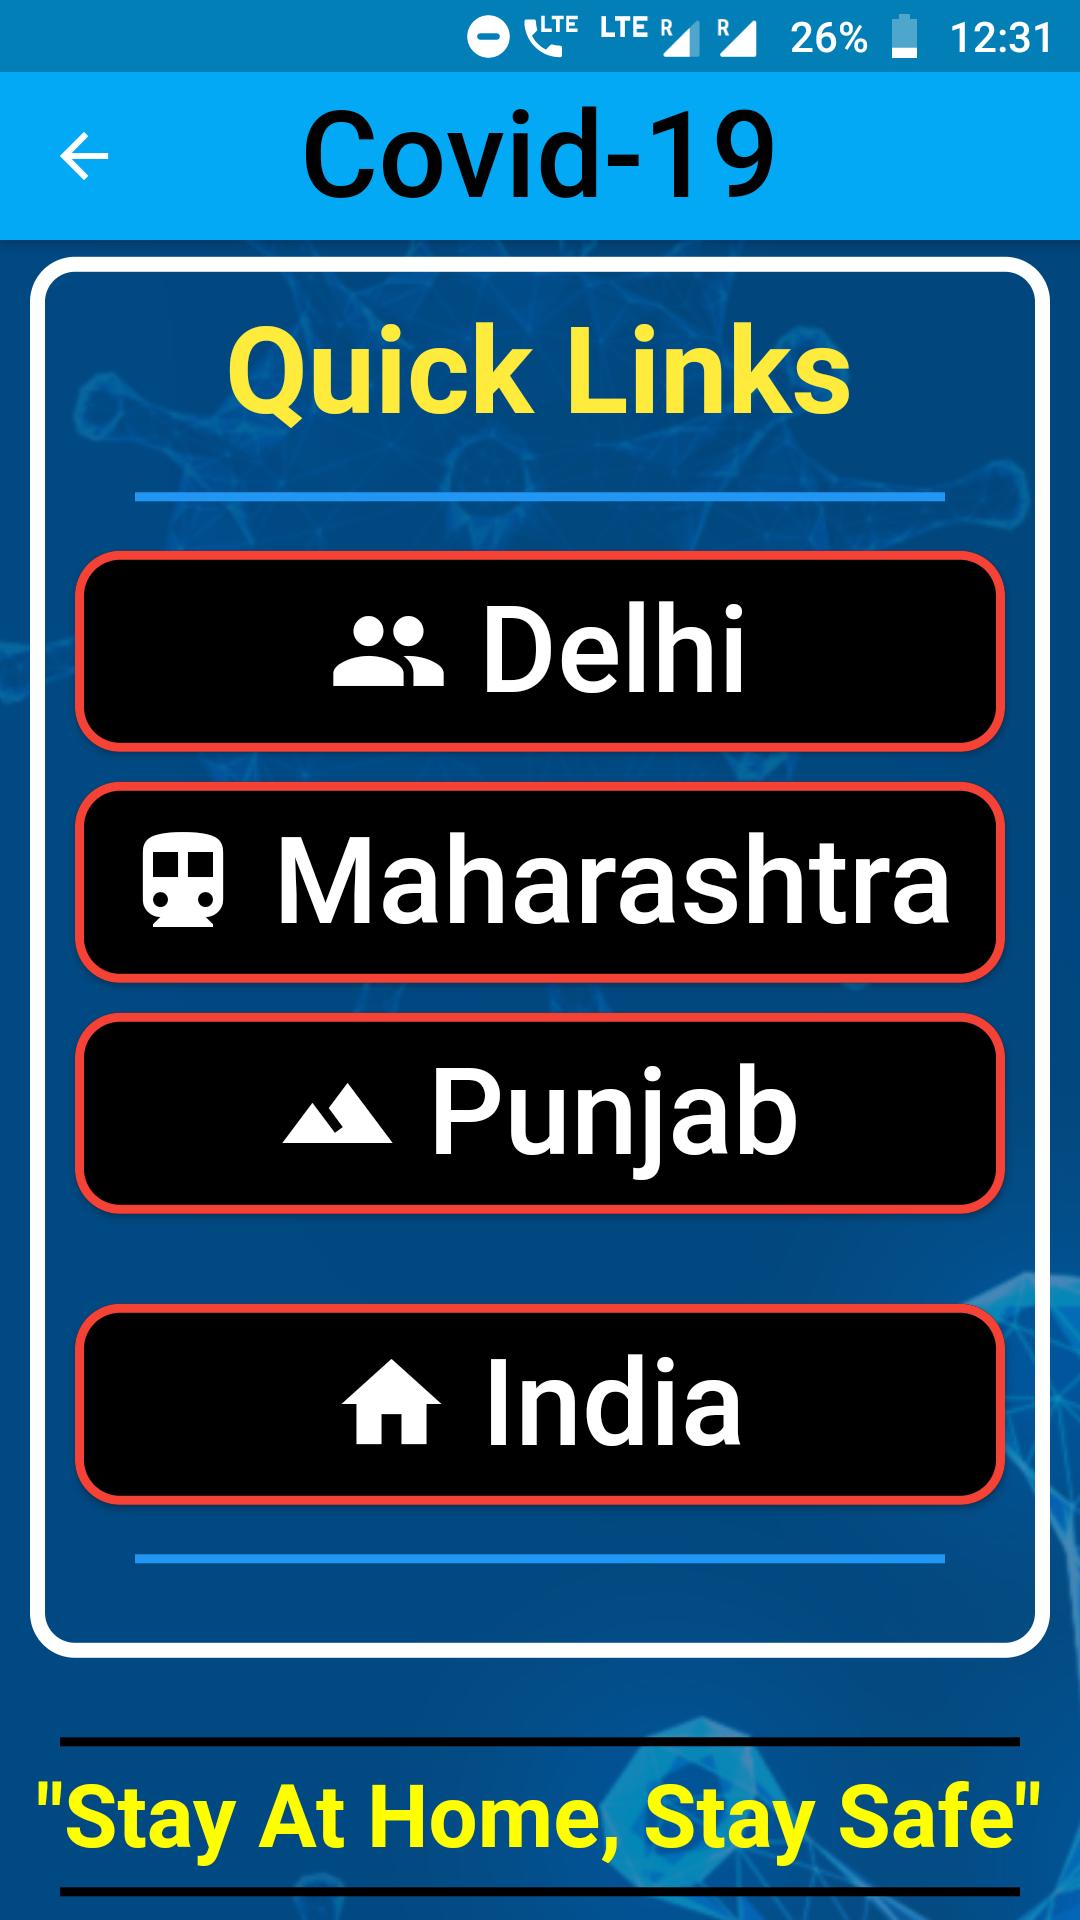 LTE LTE R R 26% 12:31
Covid-19
Quick Links
Delhi
Maharashtra
Punjab
India
"Stay At Home, Stay Safe"